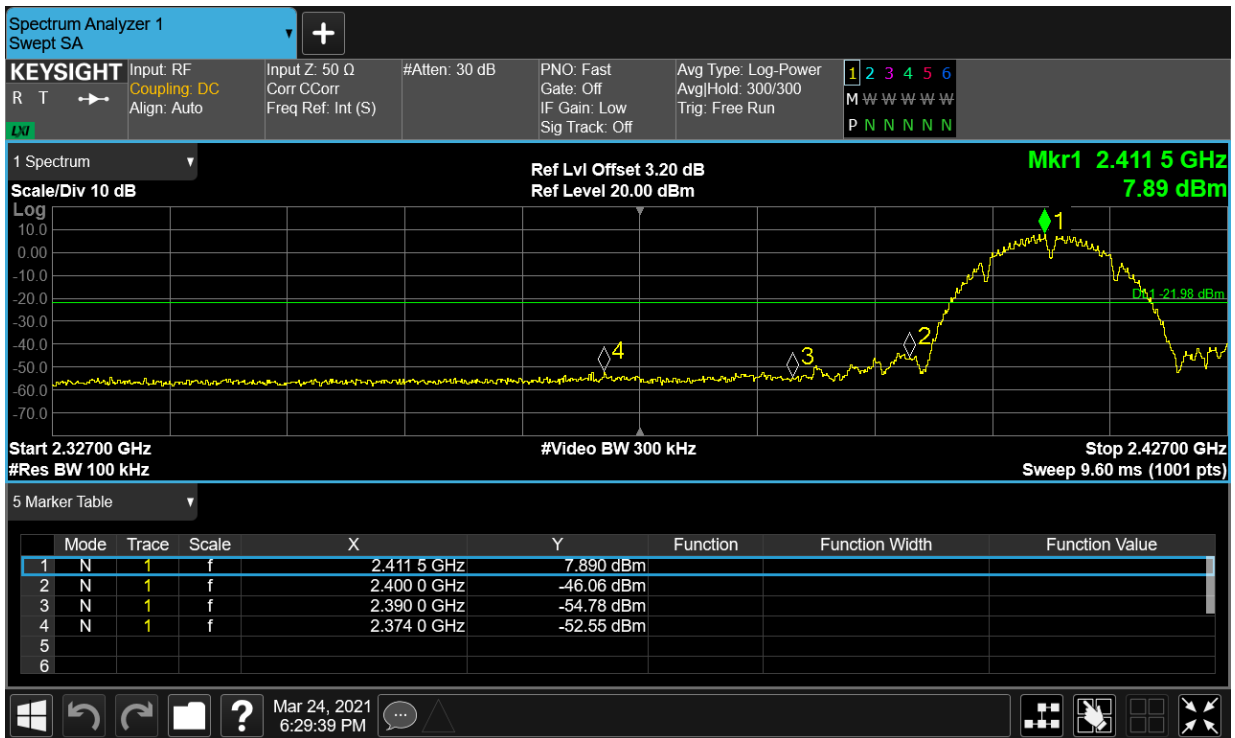 Spectrum Analyzer 1
Swept SA
KEYSIGHT
R T
LXI
Input: RF
Coupling: DC
Align: Auto
Input Z: 50 Ω
Corr CCorr
Freq Ref: Int (S)
#Atten: 30 dB
PNO: Fast
Gate: Off
IF Gain: Low
Sig Track: Off
Avg Type: Log-Power
Avg|Hold: 300/300
Trig: Free Run
1 2 3 4 5 6
M W W W W W
P N N N N N
1 Spectrum
Scale/Div 10 dB
Ref Lvl Offset 3.20 dB
Ref Level 20.00 dBm
Mkr1 2.411 5 GHz
7.89 dBm
Log
10.0
0.00
-10.0
-20.0
-30.0
-40.0
-50.0
-60.0
-70.0
1
2
3
4
-21.98 dBm
Start 2.32700 GHz
#Res BW 100 kHz
#Video BW 300 kHz
Stop 2.42700 GHz
Sweep 9.60 ms (1001 pts)
5 Marker Table
Mode Trace Scale X Y Function Function Width Function Value
1 N 1 f 2.411 5 GHz 7.890 dBm
2 N 1 f 2.400 0 GHz -46.06 dBm
3 N 1 f 2.390 0 GHz -54.78 dBm
4 N 1 f 2.374 0 GHz -52.55 dBm
5
6
?
Mar 24, 2021
6:29:39 PM